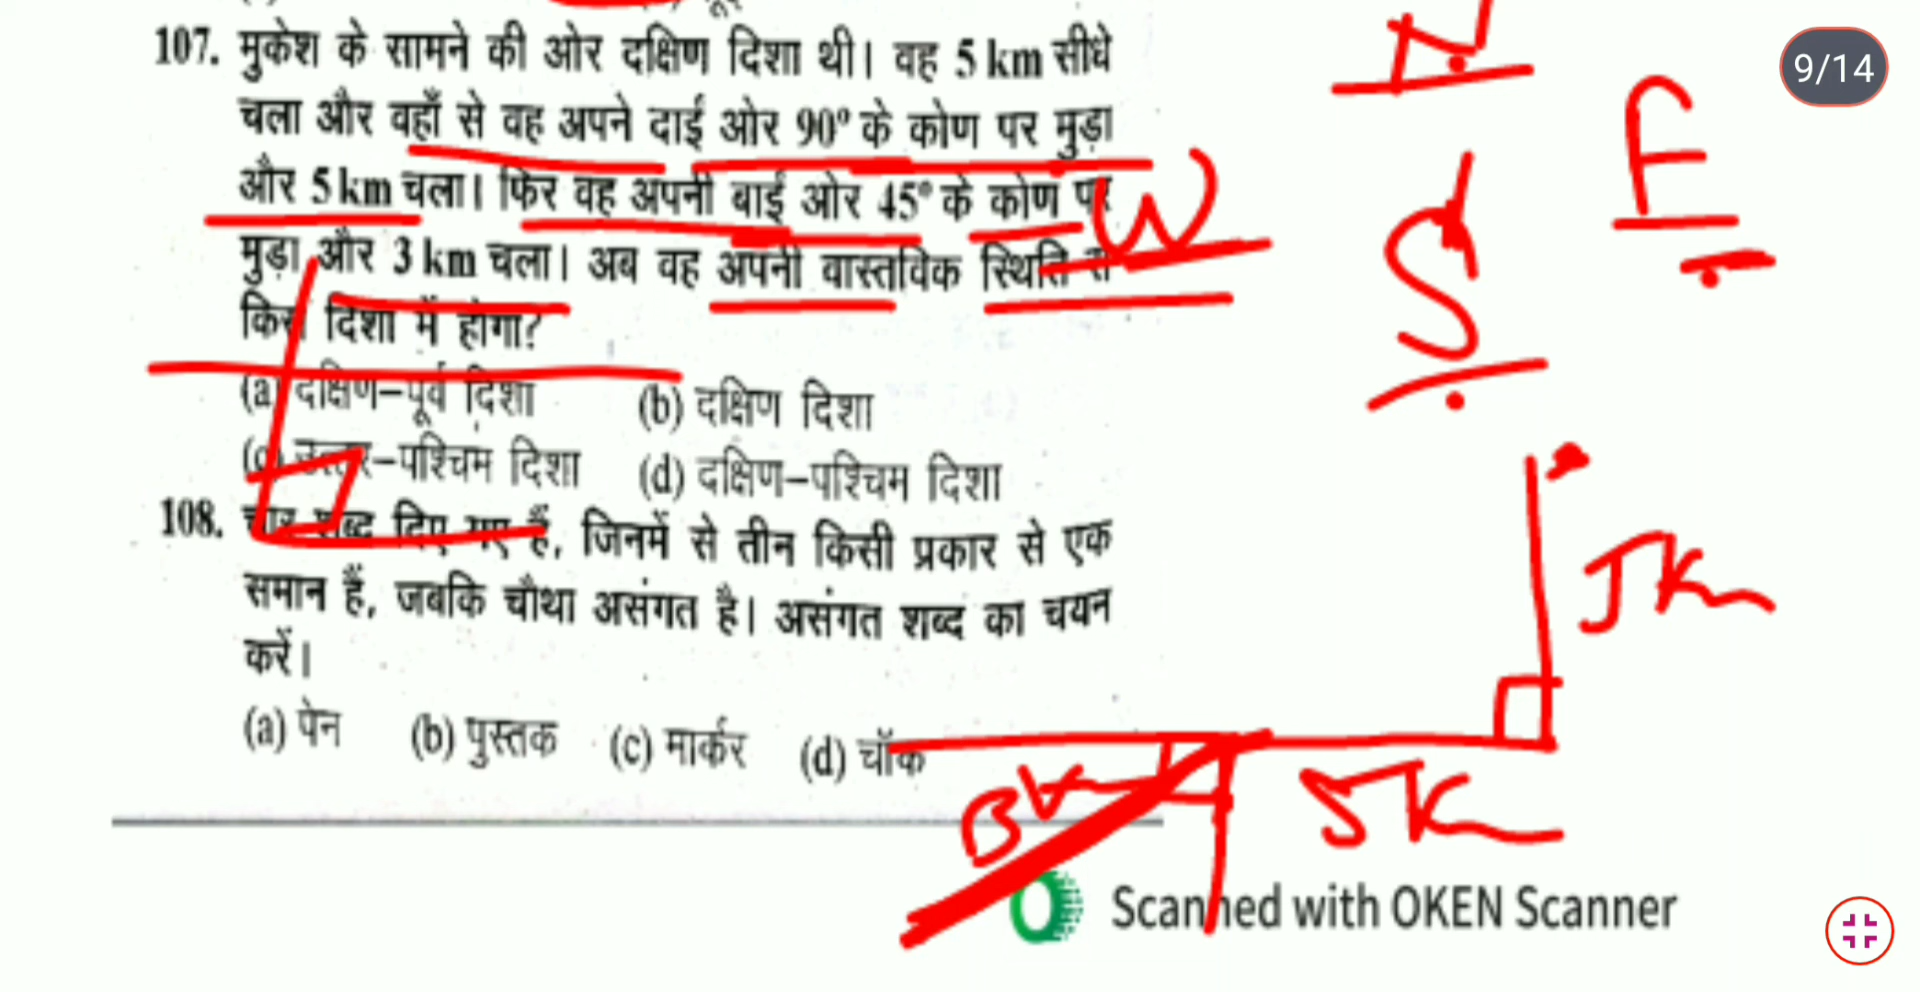 107. मुकेश के सामने की ओर दक्षिण दिशा थी। वह 5 km सीधे
चला और वहाँ से वह अपने दाईं ओर 90° के कोण पर मुड़ा
और 5 km चला। फिर वह अपनी बाईं ओर 45° के कोण पर
मुड़ा और 3 km चला। अब वह अपनी वास्तविक स्थिति से
किस दिशा में होगा?
(a) दक्षिण–पूर्व दिशा (b) दक्षिण दिशा
(c) उत्तर–पश्चिम दिशा (d) दक्षिण–पश्चिम दिशा
108. चार शब्द दिए गए हैं, जिनमें से तीन किसी प्रकार से एक
समान हैं, जबकि चौथा असंगत है। असंगत शब्द का चयन
करें।
(a) पेन (b) पुस्तक (c) मार्कर (d) चॉक
N
9/14
E
W
S
5K
Scanned with OKEN Scanner